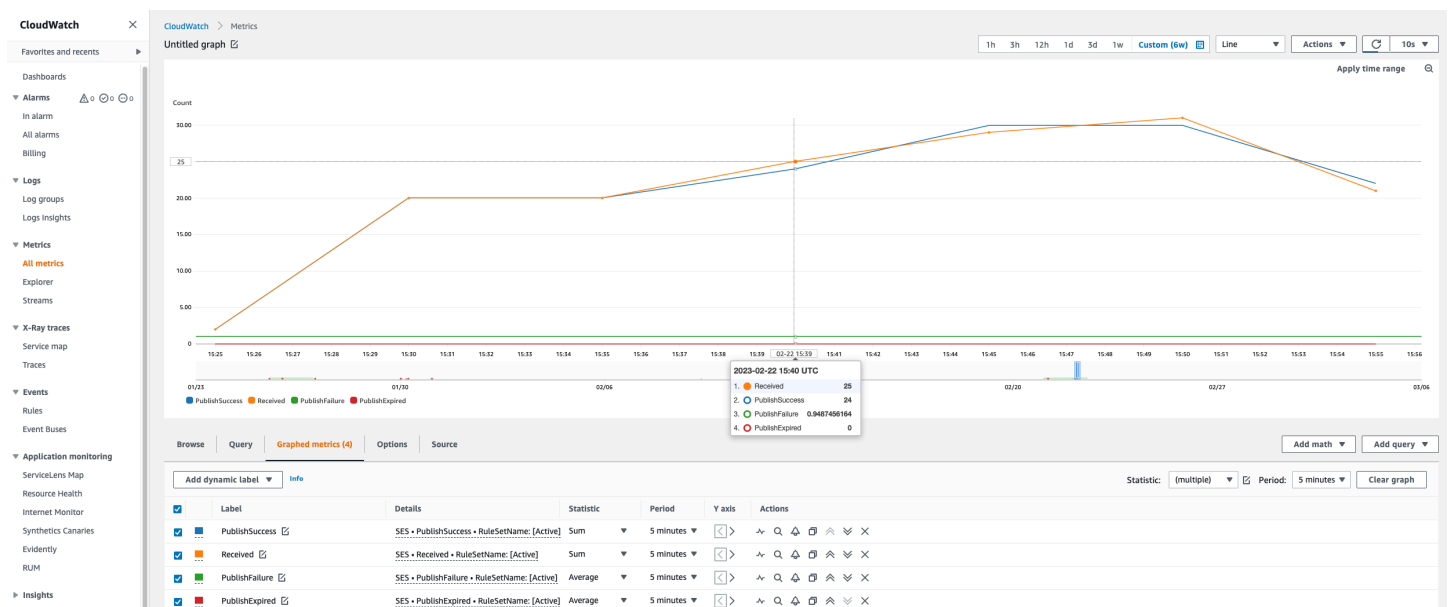 CloudWatch
Favorites and recents
Dashboards
Alarms 0 0 0
In alarm
All alarms
Billing
Logs
Log groups
Logs Insights
Metrics
All metrics
Explorer
Streams
X-Ray traces
Service map
Traces
Events
Rules
Event Buses
Application monitoring
ServiceLens Map
Resource Health
Internet Monitor
Synthetics Canaries
Evidently
RUM
Insights
CloudWatch > Metrics
Untitled graph
1h 3h 12h 1d 3d 1w Custom (6w) Line Actions 10s
Apply time range
Count
30.00
25
20.00
15.00
10.00
5.00
0
15:25 15:26 15:27 15:28 15:29 15:30 15:31 15:32 15:33 15:34 15:35 15:36 15:37 15:38 15:39 02-22 15:39 15:41 15:42 15:43 15:44 15:45 15:46 15:47 15:48 15:49 15:50 15:51 15:52 15:53 15:54 15:55 15:56
01/23 01/30 02/06 02/20 02/27 03/06
2023-02-22 15:40 UTC
1. Received 25
2. PublishSuccess 24
3. PublishFailure 0.9487456164
4. PublishExpired 0
PublishSuccess Received PublishFailure PublishExpired
Browse Query Graphed metrics (4) Options Source Add math Add query
Add dynamic label Info Statistic: (multiple) Period: 5 minutes Clear graph
Label Details Statistic Period Y axis Actions
PublishSuccess SES • PublishSuccess • RuleSetName: [Active] Sum 5 minutes
Received SES • Received • RuleSetName: [Active] Sum 5 minutes
PublishFailure SES • PublishFailure • RuleSetName: [Active] Average 5 minutes
PublishExpired SES • PublishExpired • RuleSetName: [Active] Average 5 minutes